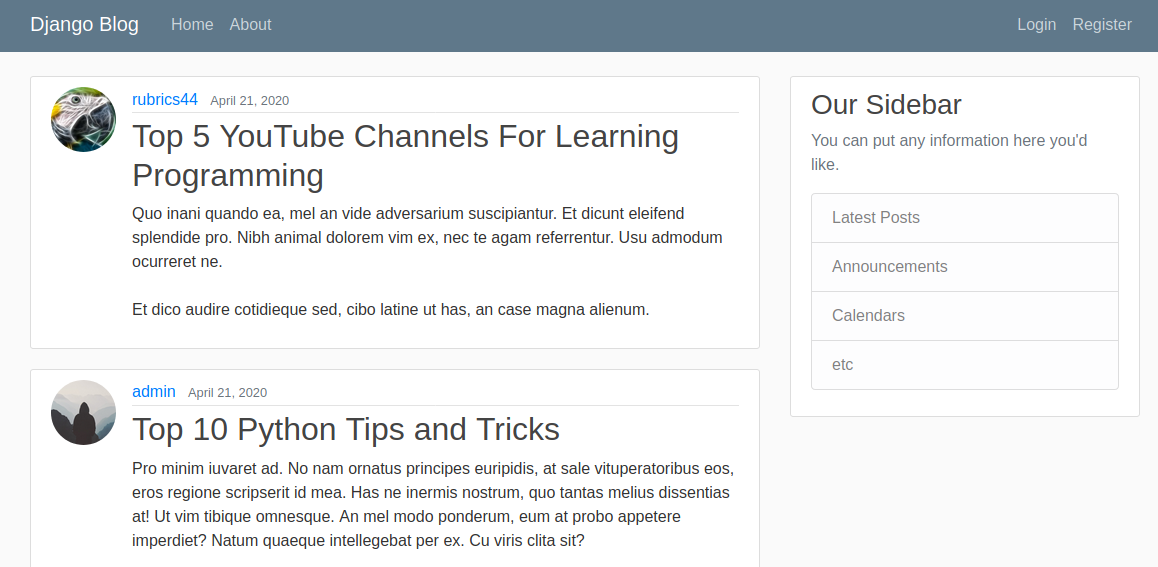 Django Blog Home About Login Register
rubrics44 April 21, 2020
Top 5 YouTube Channels For Learning
Programming
Quo inani quando ea, mel an vide adversarium suscipiantur. Et dicunt eleifend
splendide pro. Nibh animal dolorem vim ex, nec te agam referrentur. Usu admodum
ocurreret ne.
Et dico audire cotidieque sed, cibo latine ut has, an case magna alienum.
admin April 21, 2020
Top 10 Python Tips and Tricks
Pro minim iuvaret ad. No nam ornatus principes euripidis, at sale vituperatoribus eos,
eros regione scripserit id mea. Has ne inermis nostrum, quo tantas melius dissentias
at! Ut vim tibique omnesque. An mel modo ponderum, eum at probo appetere
imperdiet? Natum quaeque intellegebat per ex. Cu viris clita sit?
Our Sidebar
You can put any information here you'd
like.
Latest Posts
Announcements
Calendars
etc